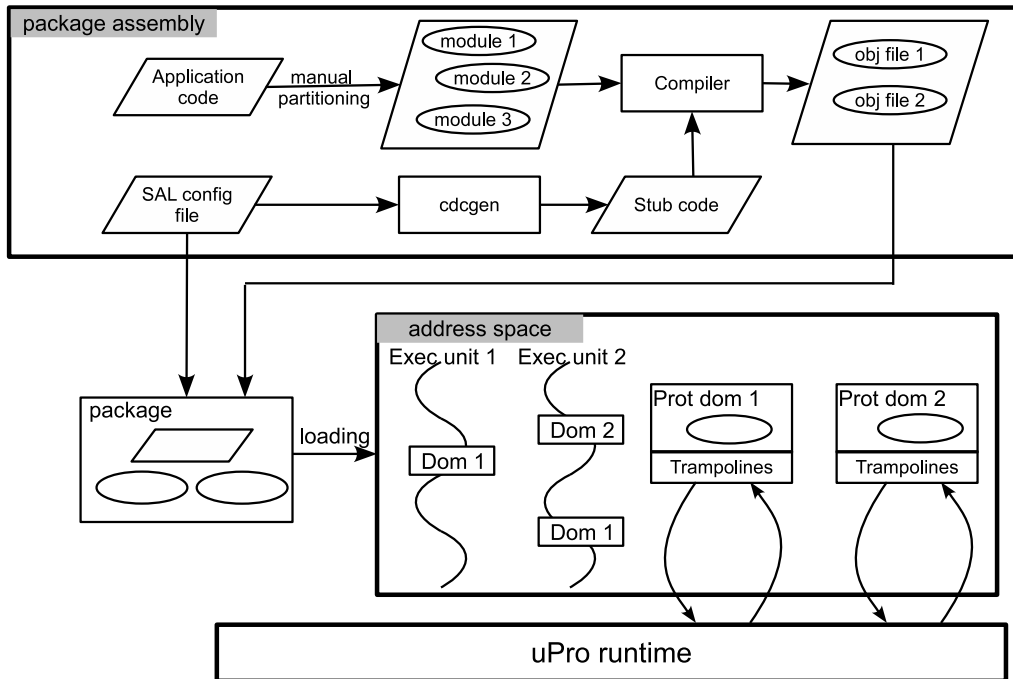 package assembly
Application
code
manual
partitioning
module 1
module 2
module 3
Compiler
obj file 1
obj file 2
SAL config
file
cdcgen
Stub code
address space
package
loading
Exec unit 1
Exec unit 2
Dom 1
Dom 2
Dom 1
Prot dom 1
Trampolines
Prot dom 2
Trampolines
uPro runtime